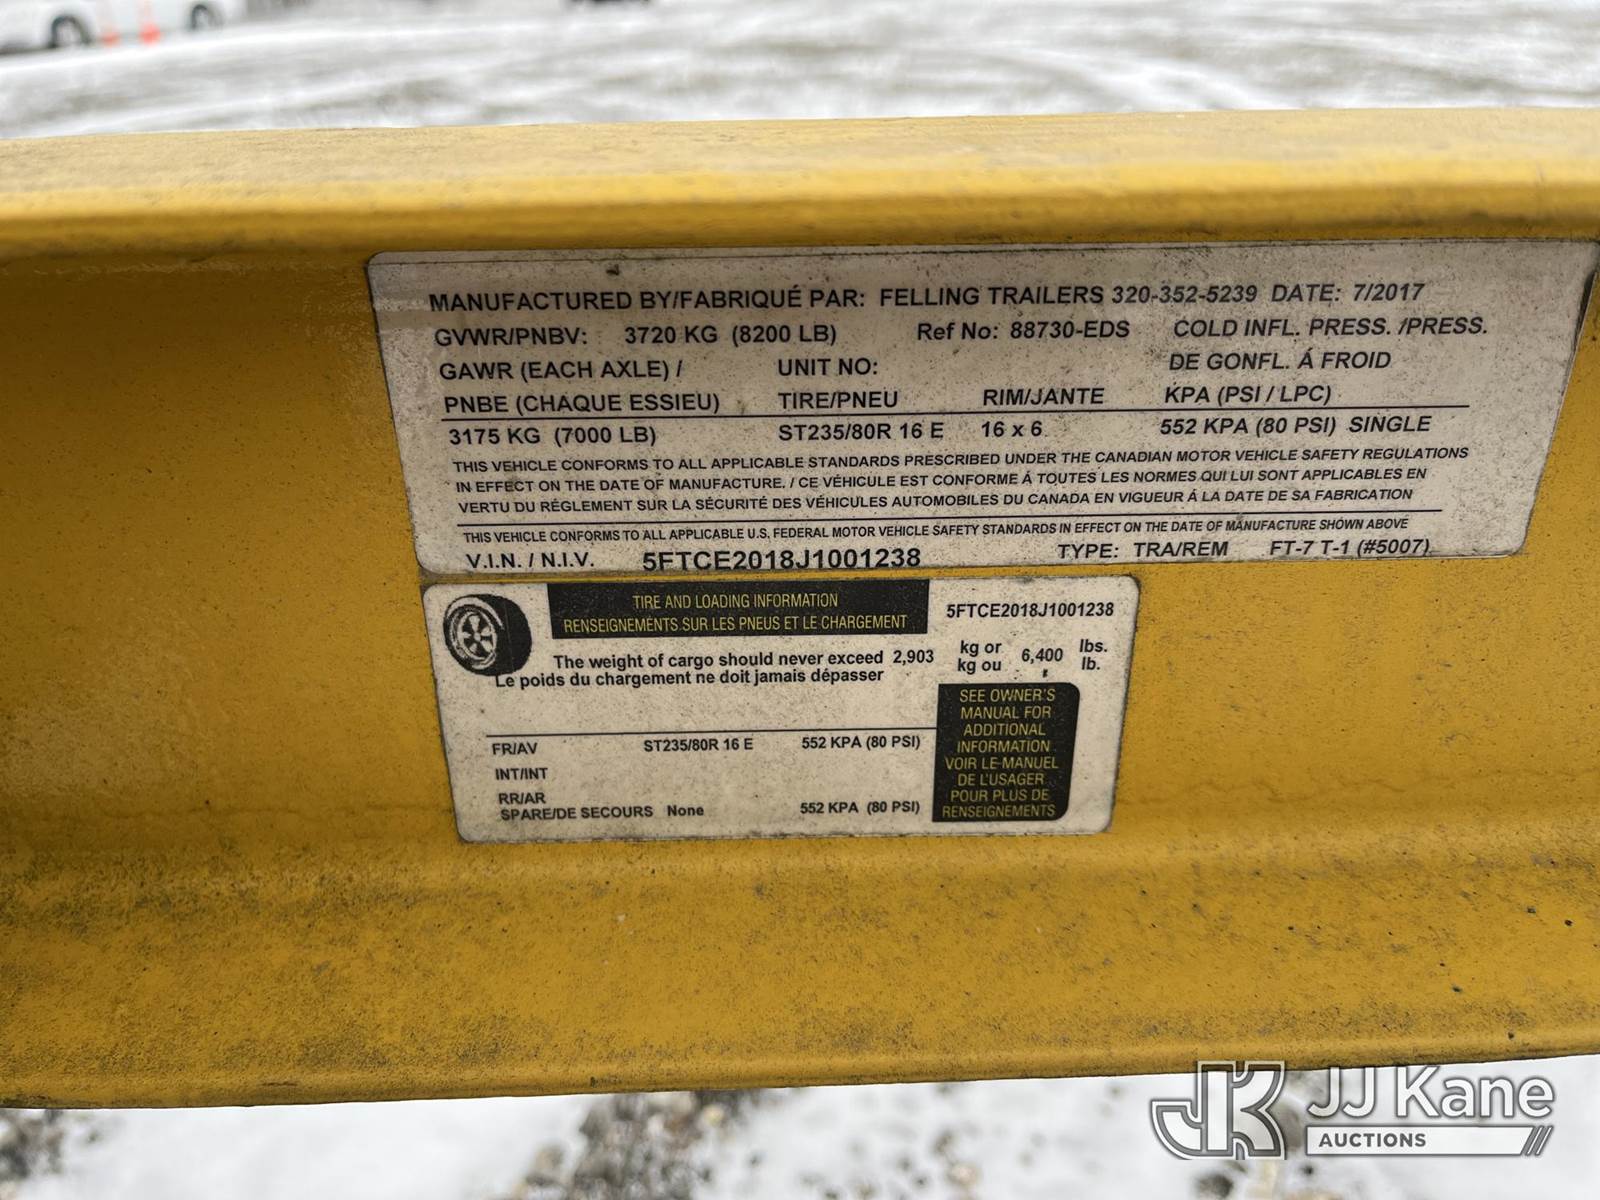 MANUFACTURED BY/FABRIQUÉ PAR: FELLING TRAILERS 320-352-5239 DATE: 7/2017
GVWR/PNBV: 3720 KG (8200 LB) Ref No: 88730-EDS COLD INFL. PRESS. /PRESS.
GAWR (EACH AXLE) / UNIT NO: DE GONFL. Á FROID
PNBE (CHAQUE ESSIEU) TIRE/PNEU RIM/JANTE KPA (PSI / LPC)
3175 KG (7000 LB) ST235/80R 16 E 16 x 6 552 KPA (80 PSI) SINGLE
THIS VEHICLE CONFORMS TO ALL APPLICABLE STANDARDS PRESCRIBED UNDER THE CANADIAN MOTOR VEHICLE SAFETY REGULATIONS
IN EFFECT ON THE DATE OF MANUFACTURE. / CE VÉHICULE EST CONFORME Á TOUTES LES NORMES QUI LUI SONT APPLICABLES EN
VERTU DU RÉGLEMENT SUR LA SÉCURITÉ DES VÉHICULES AUTOMOBILES DU CANADA EN VIGUEUR Á LA DATE DE SA FABRICATION
THIS VEHICLE CONFORMS TO ALL APPLICABLE U.S. FEDERAL MOTOR VEHICLE SAFETY STANDARDS IN EFFECT ON THE DATE OF MANUFACTURE SHOWN ABOVE
V.I.N. / N.I.V. 5FTCE2018J1001238 TYPE: TRA/REM FT-7 T-1 (#5007)
TIRE AND LOADING INFORMATION
RENSEIGNEMENTS SUR LES PNEUS ET LE CHARGEMENT
5FTCE2018J1001238
The weight of cargo should never exceed 2,903 kg or 6,400 lbs.
Le poids du chargement ne doit jamais dépasser kg ou lb.
SEE OWNER'S
MANUAL FOR
ADDITIONAL
INFORMATION
VOIR LE MANUEL
DE L'USAGER
POUR PLUS DE
RENSEIGNEMENTS
FR/AV ST235/80R 16 E 552 KPA (80 PSI)
INT/INT
RR/AR
SPARE/DE SECOURS None 552 KPA (80 PSI)
JK JJ Kane
AUCTIONS